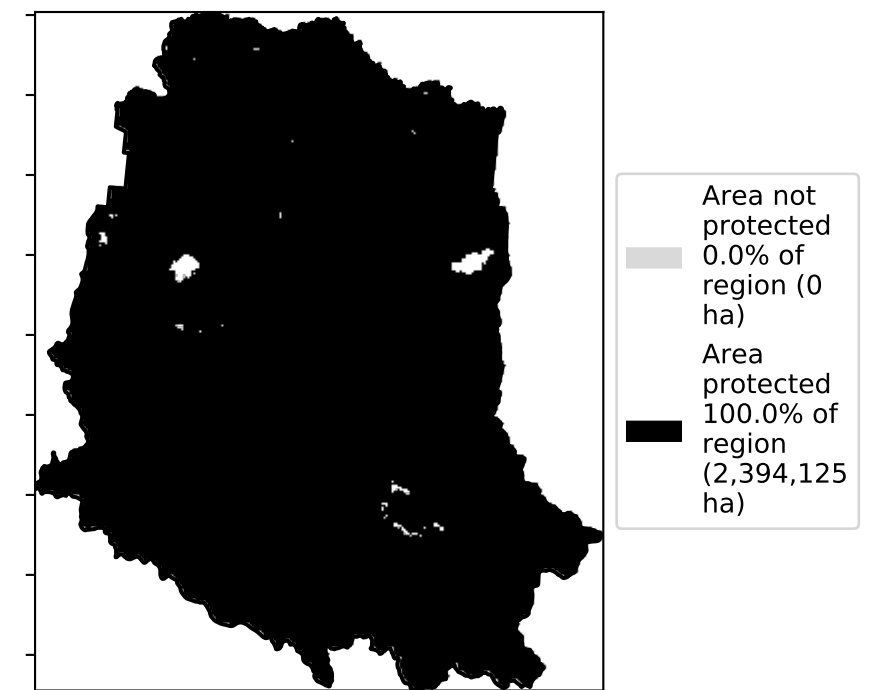 Area not
protected
0.0% of
region (0
ha)
Area
protected
100.0% of
region
(2,394,125
ha)